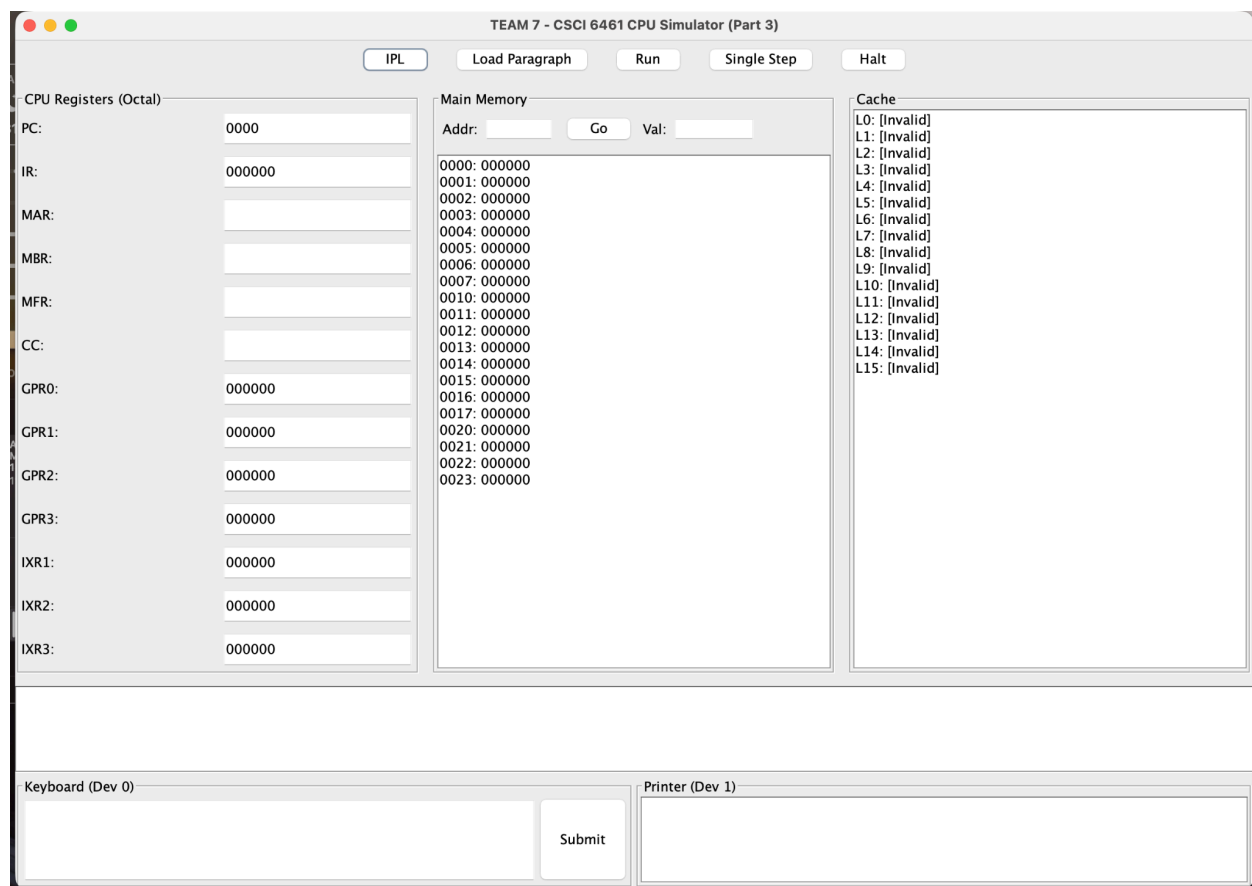 TEAM 7 - CSCI 6461 CPU Simulator (Part 3)
IPL Load Paragraph Run Single Step Halt
CPU Registers (Octal)
PC: 0000
IR: 000000
MAR:
MBR:
MFR:
CC:
GPR0: 000000
GPR1: 000000
GPR2: 000000
GPR3: 000000
IXR1: 000000
IXR2: 000000
IXR3: 000000
Main Memory
Addr: Go Val:
0000: 000000
0001: 000000
0002: 000000
0003: 000000
0004: 000000
0005: 000000
0006: 000000
0007: 000000
0010: 000000
0011: 000000
0012: 000000
0013: 000000
0014: 000000
0015: 000000
0016: 000000
0017: 000000
0020: 000000
0021: 000000
0022: 000000
0023: 000000
Cache
L0: [Invalid]
L1: [Invalid]
L2: [Invalid]
L3: [Invalid]
L4: [Invalid]
L5: [Invalid]
L6: [Invalid]
L7: [Invalid]
L8: [Invalid]
L9: [Invalid]
L10: [Invalid]
L11: [Invalid]
L12: [Invalid]
L13: [Invalid]
L14: [Invalid]
L15: [Invalid]
Keyboard (Dev 0)
Submit
Printer (Dev 1)